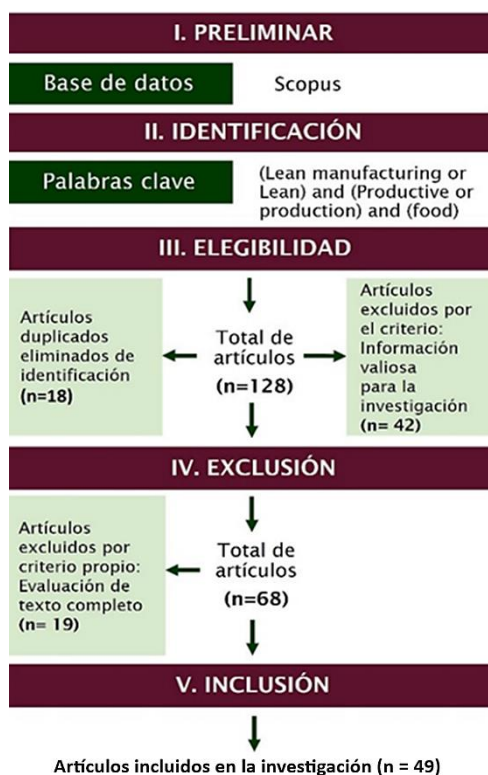 I. PRELIMINAR
Base de datos
Scopus
II. IDENTIFICACIÓN
Palabras clave
(Lean manufacturing or
Lean) and (Productive or
production) and (food)
III. ELEGIBILIDAD
Artículos
duplicados
eliminados de
identificación
(n=18)
Total de
artículos
(n=128)
Artículos
excluidos por
el criterio:
Información
valiosa
para la
investigación
(n= 42)
IV. EXCLUSIÓN
Artículos
excluidos por
criterio propio:
Evaluación de
texto completo
(n= 19)
Total de
artículos
(n=68)
V. INCLUSIÓN
Artículos incluidos en la investigación (n = 49)